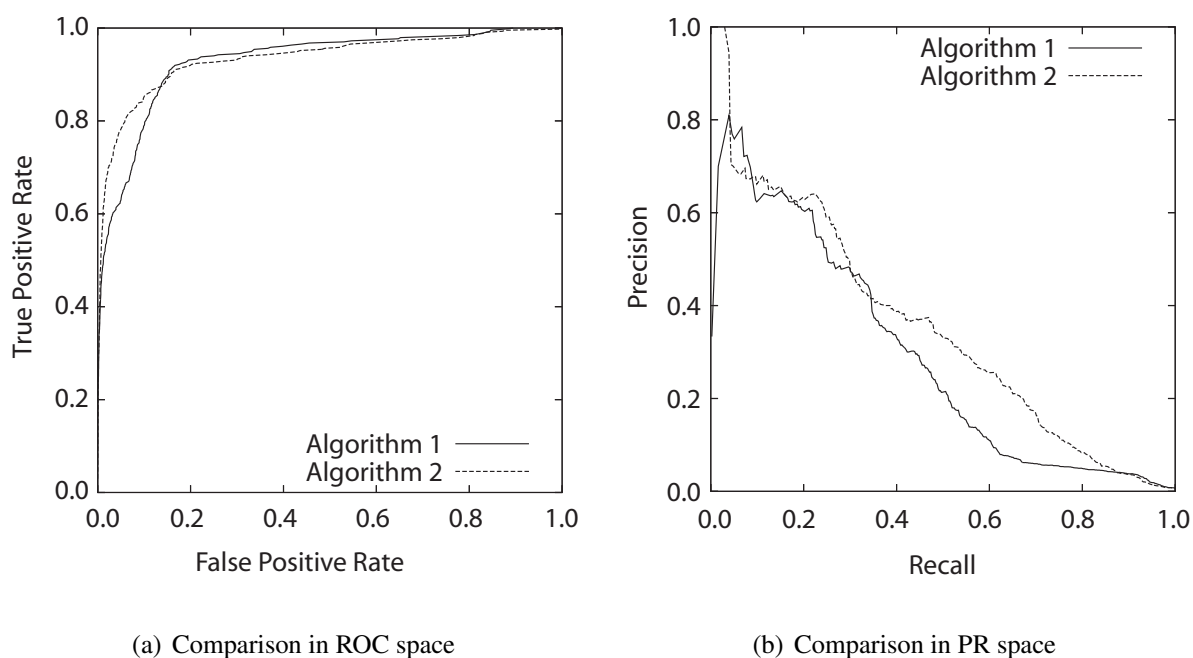 1.0
0.8
0.6
0.4
0.2
0.0
True Positive Rate
Algorithm 1
Algorithm 2
0.0 0.2 0.4 0.6 0.8 1.0
False Positive Rate
(a) Comparison in ROC space
1.0
0.8
0.6
0.4
0.2
0.0
Precision
Algorithm 1
Algorithm 2
0.0 0.2 0.4 0.6 0.8 1.0
Recall
(b) Comparison in PR space